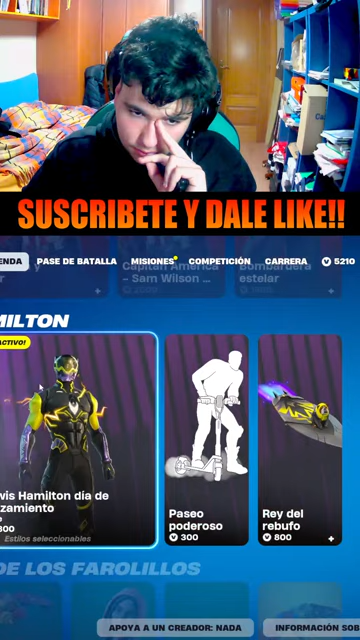 SUSCRIBETE Y DALE LIKE!!
ENDA PASE DE BATALLA MISIONES COMPETICIÓN CARRERA 5210
Capitán América
- Sam Wilson ...
Bombardera
estelar
MILTON
ACTIVO!
wis Hamilton día de
zamiento
800
Estilos seleccionables
Paseo
poderoso
300
Rey del
rebufo
800
DE LOS FAROLILLOS
APOYA A UN CREADOR: NADA
INFORMACIÓN SOB